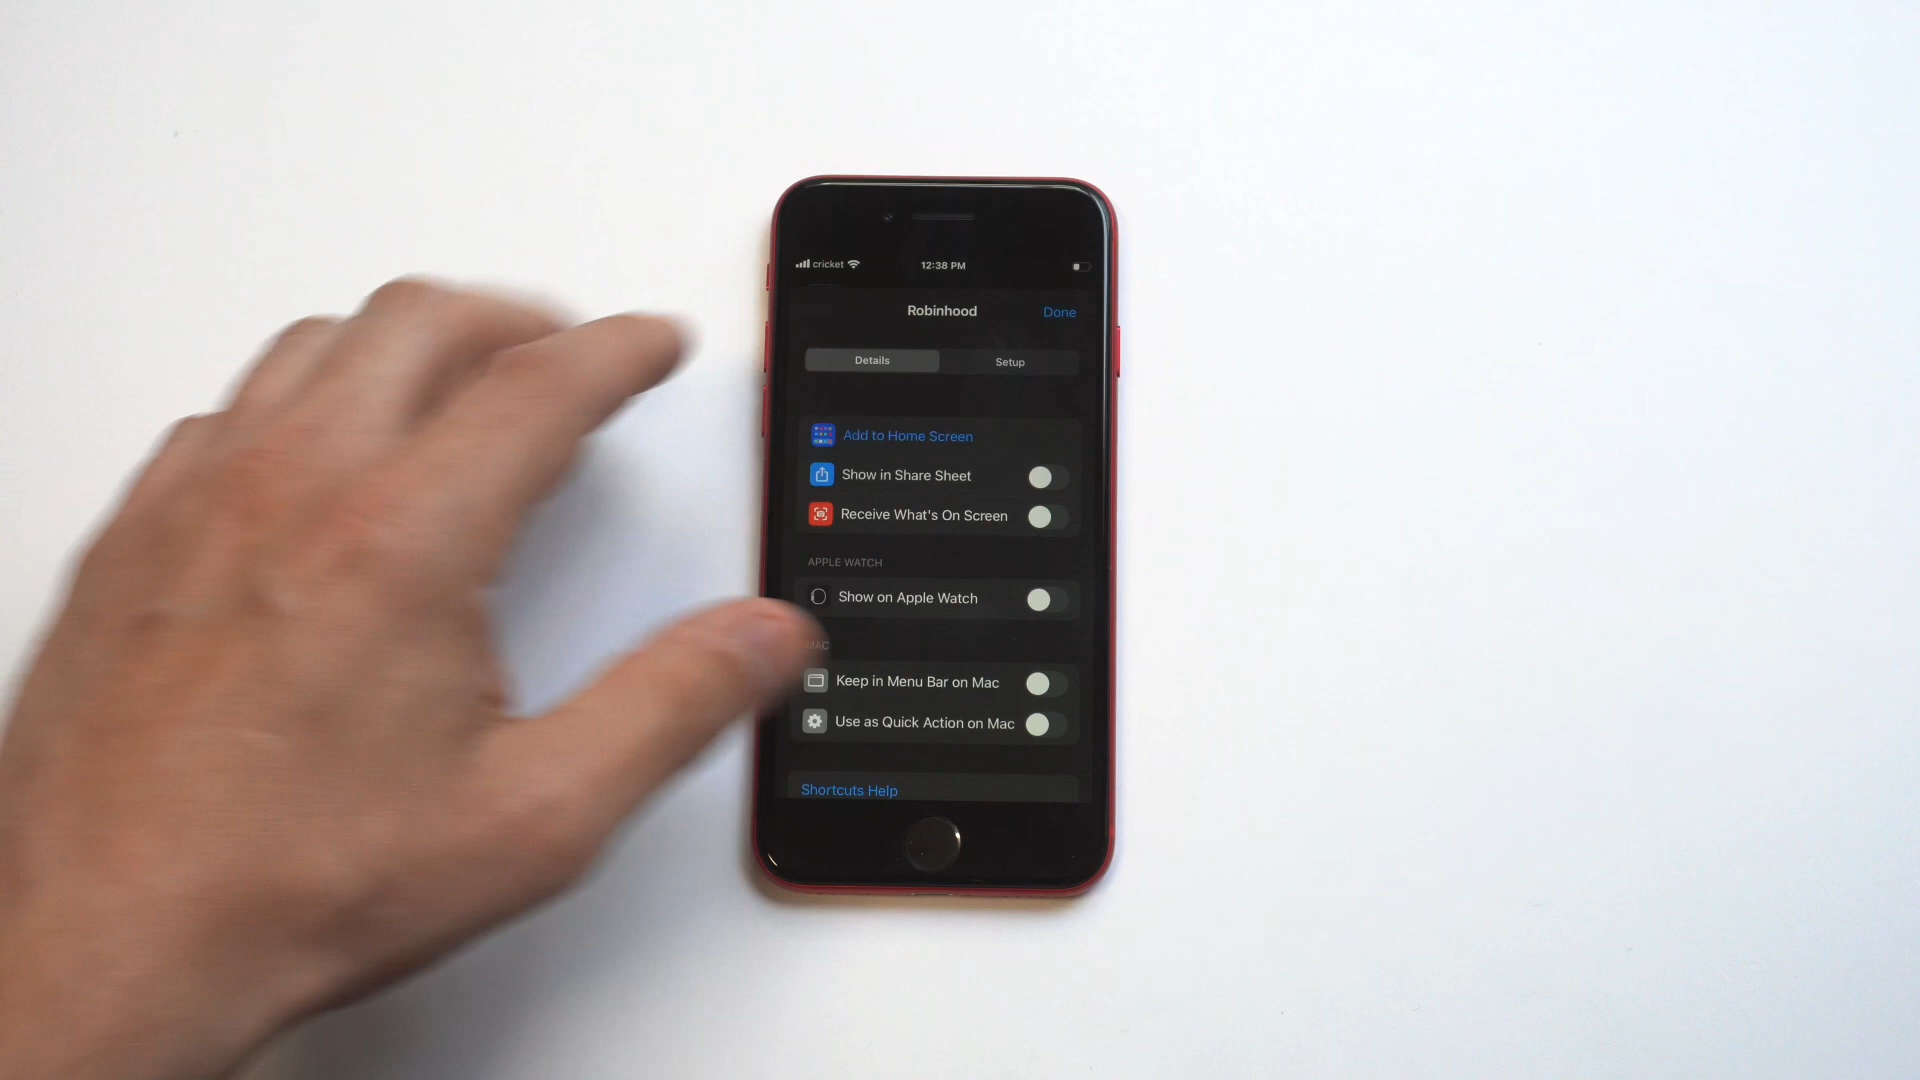 cricket 12:38 PM
Robinhood Done
Details Setup
Add to Home Screen
Show in Share Sheet
Receive What's On Screen
APPLE WATCH
Show on Apple Watch
MAC
Keep in Menu Bar on Mac
Use as Quick Action on Mac
Shortcuts Help